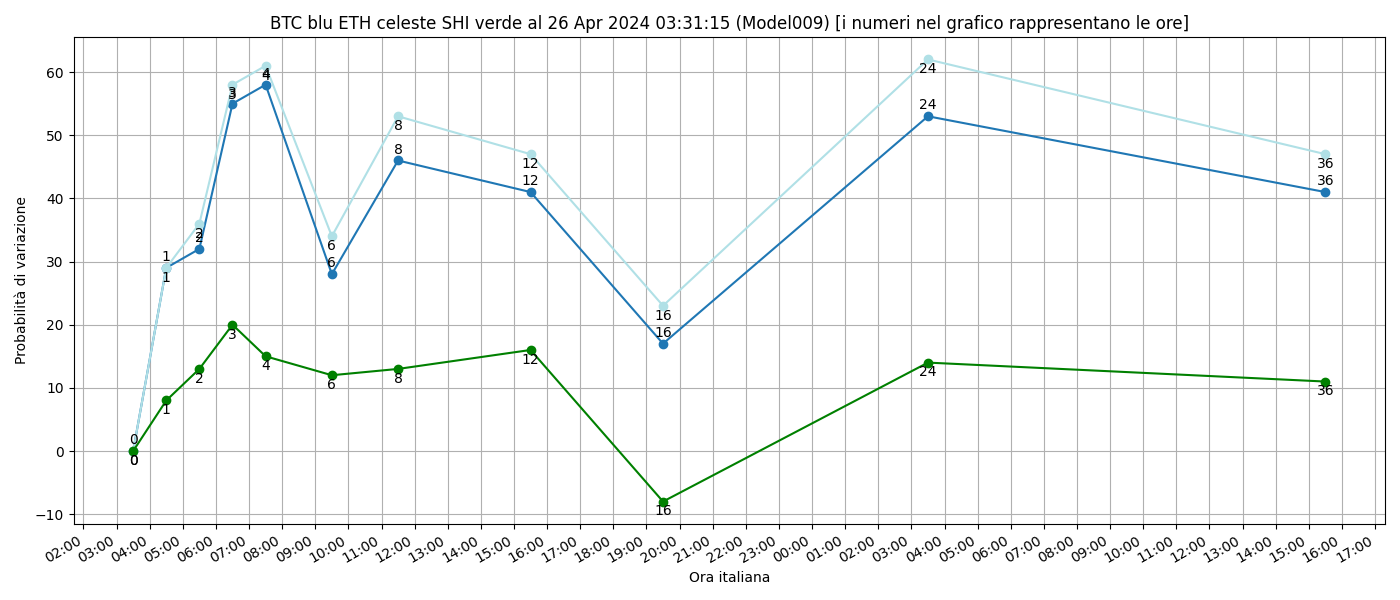 BTC blu ETH celeste SHI verde al 26 Apr 2024 03:31:15 (Model009) [i numeri nel grafico rappresentano le ore]
Probabilità di variazione
60
50
40
30
20
10
0
−10
0 1 2 3 4 6 8 12 16 24 36
0 1 2 3 4 6 8 12 16 24 36
0 1 2 3 4 6 8 12 16 24 36
02:00 03:00 04:00 05:00 06:00 07:00 08:00 09:00 10:00 11:00 12:00 13:00 14:00 15:00 16:00 17:00 18:00 19:00 20:00 21:00 22:00 23:00 00:00 01:00 02:00 03:00 04:00 05:00 06:00 07:00 08:00 09:00 10:00 11:00 12:00 13:00 14:00 15:00 16:00 17:00
Ora italiana